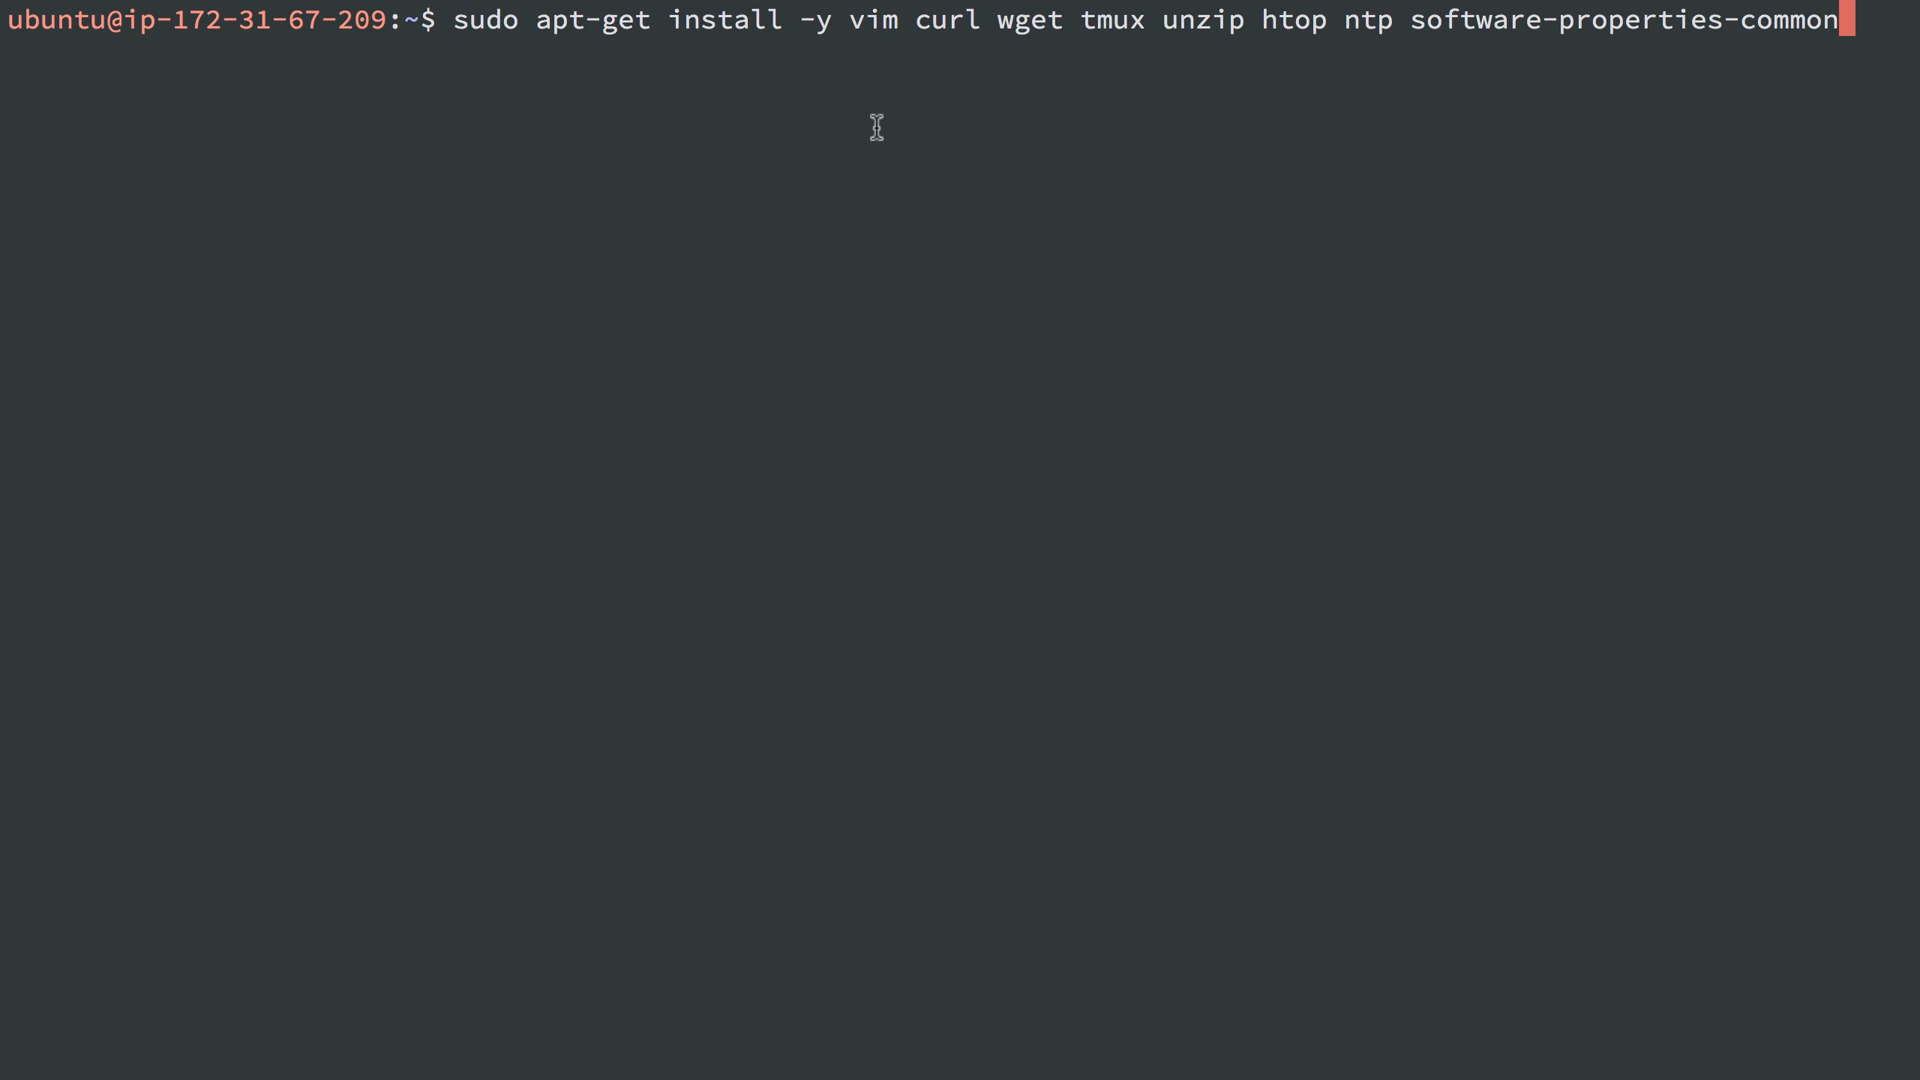 ubuntu@ip-172-31-67-209:~$ sudo apt-get install -y vim curl wget tmux unzip htop ntp software-properties-common